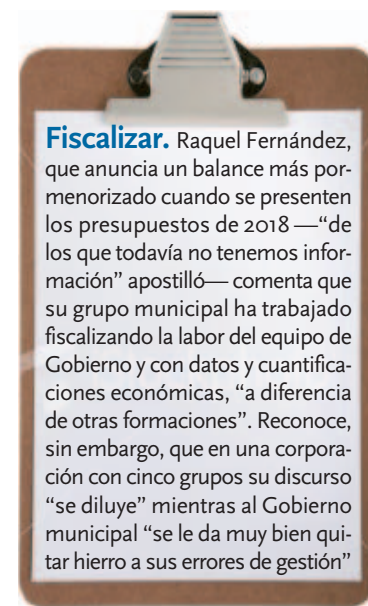 Fiscalizar. Raquel Fernández,
que anuncia un balance más por-
menorizado cuando se presenten
los presupuestos de 2018 —“de
los que todavía no tenemos infor-
mación” apostilló— comenta que
su grupo municipal ha trabajado
fiscalizando la labor del equipo de
Gobierno y con datos y cuantifica-
ciones económicas, “a diferencia
de otras formaciones”. Reconoce,
sin embargo, que en una corpora-
ción con cinco grupos su discurso
“se diluye” mientras al Gobierno
municipal “se le da muy bien qui-
tar hierro a sus errores de gestión”